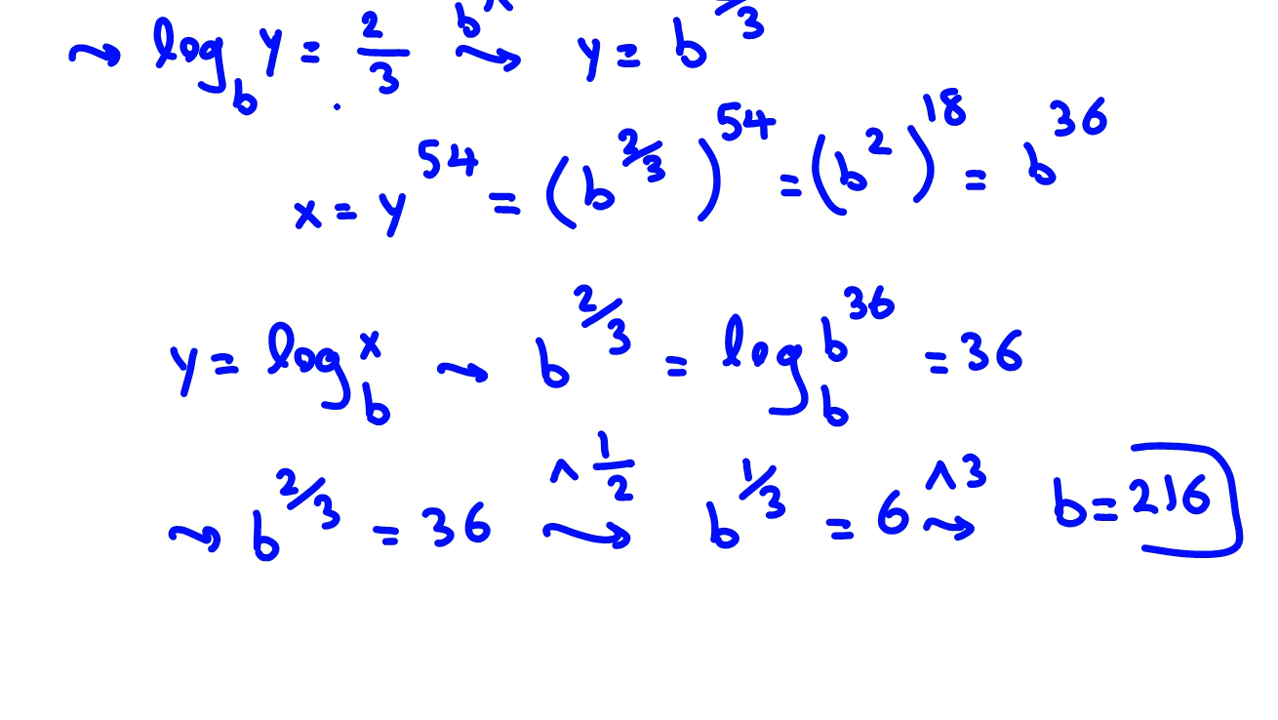 ⇝ log_b y = 2/3 b^ ⇝ y = b^(2/3)
x = y^54 = (b^(2/3))^54 = (b^2)^18 = b^36
y = log_b x ⇝ b^(2/3) = log_b b^36 = 36
⇝ b^(2/3) = 36 ^1/2 ⇝ b^(1/3) = 6 ^3 ⇝ b = 216